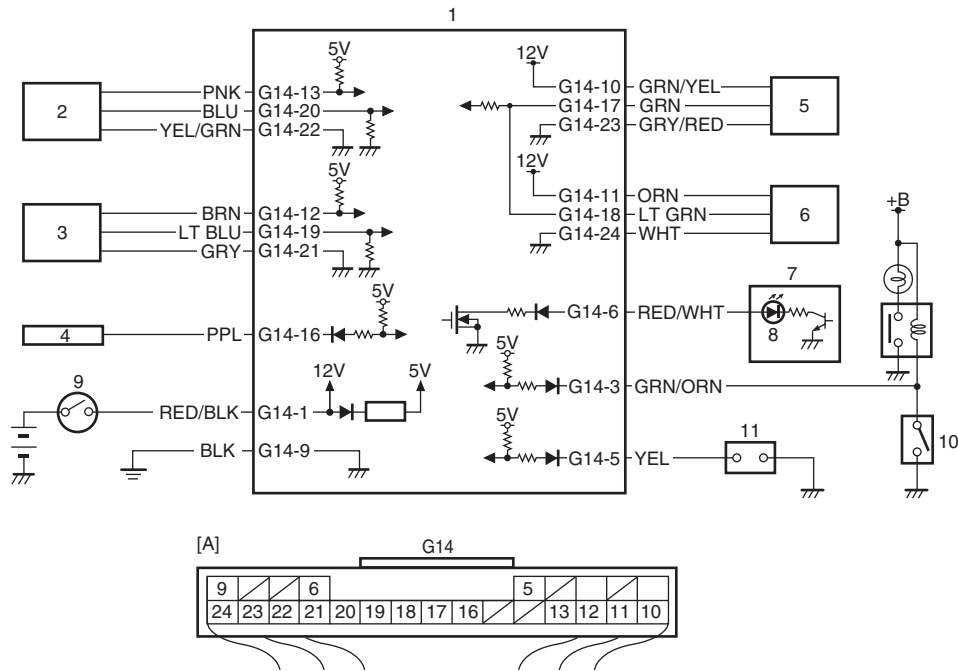 1
5V
12V
2
PNK G14-13
BLU G14-20
YEL/GRN G14-22
G14-10 GRN/YEL
G14-17 GRN
G14-23 GRY/RED
5
5V
12V
3
BRN G14-12
LT BLU G14-19
GRY G14-21
G14-11 ORN
G14-18 LT GRN
G14-24 WHT
6
+B
5V
7
4
PPL G14-16
G14-6 RED/WHT
8
5V
9
12V
5V
G14-3 GRN/ORN
RED/BLK G14-1
5V
11
10
BLK G14-9
G14-5 YEL
[A]
G14
9 6 5
24 23 22 21 20 19 18 17 16 13 12 11 10